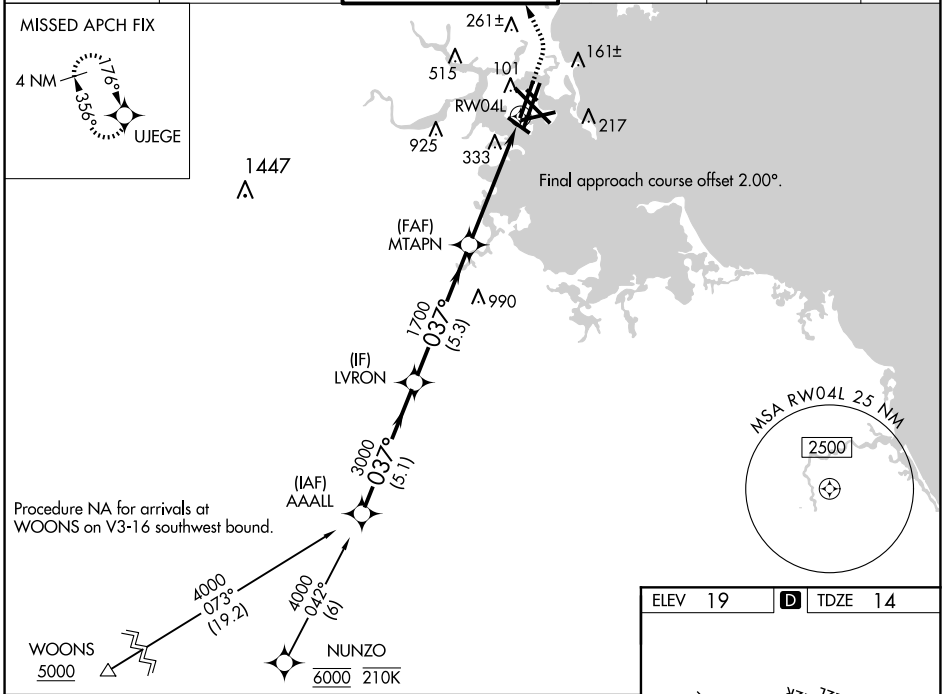 MISSED APCH FIX
4 NM
176°
356°
UJEGE
261±
515
101
161±
RW04L
217
925
333
1447
Final approach course offset 2.00°.
(FAF)
MTAPN
990
1700
037°
(5.3)
(IF)
LVRON
MSA RW04L 25 NM
2500
3000
037°
(5.1)
(IAF)
AAALL
Procedure NA for arrivals at
WOONS on V3-16 southwest bound.
4000
073°
(19.2)
4000
042°
(6)
WOONS
5000
NUNZO
6000 210K
ELEV 19 D TDZE 14